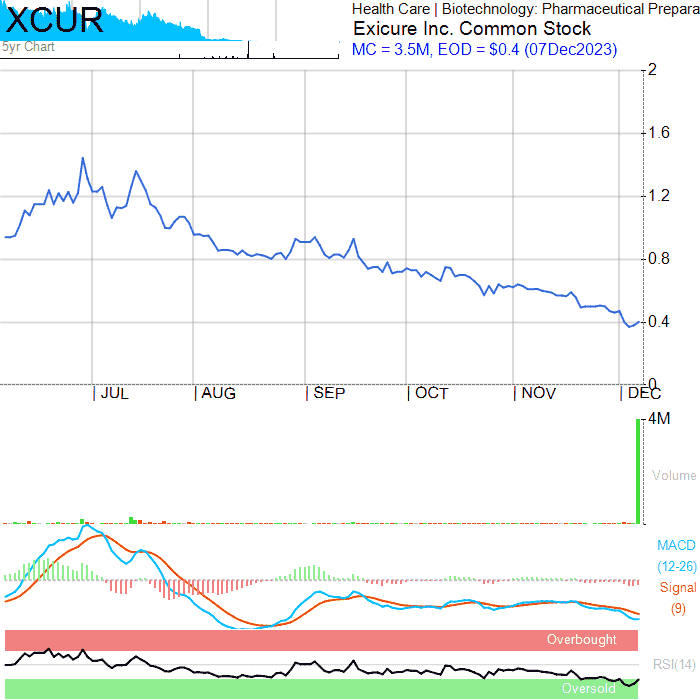 XCUR
5yr Chart
Health Care | Biotechnology: Pharmaceutical Prepara
Exicure Inc. Common Stock
MC = 3.5M, EOD = $0.4 (07Dec2023)
2
1.6
1.2
0.8
0.4
0
JUL AUG SEP OCT NOV DEC
4M
Volume
MACD
(12-26)
Signal
(9)
Overbought
RSI(14)
Oversold